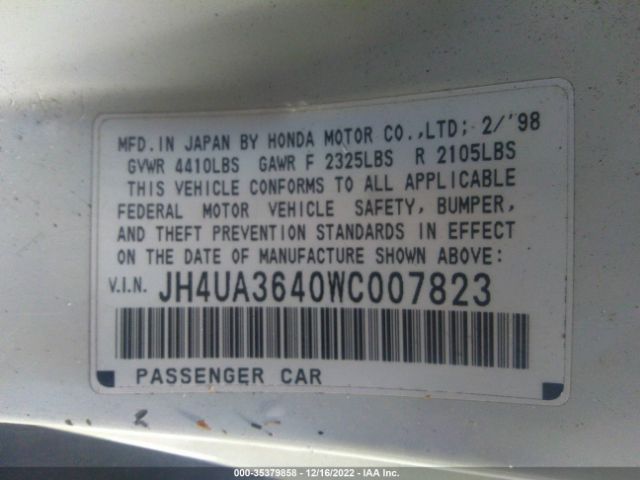 MFD. IN JAPAN BY HONDA MOTOR CO.,LTD; 2/'98
GVWR 4410LBS GAWR F 2325LBS R 2105LBS
THIS VEHICLE CONFORMS TO ALL APPLICABLE
FEDERAL MOTOR VEHICLE SAFETY, BUMPER,
AND THEFT PREVENTION STANDARDS IN EFFECT
ON THE DATE OF MANUFACTURE SHOWN ABOVE:
V.I.N. JH4UA3640WC007823
PASSENGER CAR
000-35379858 - 12/16/2022 - IAA Inc.